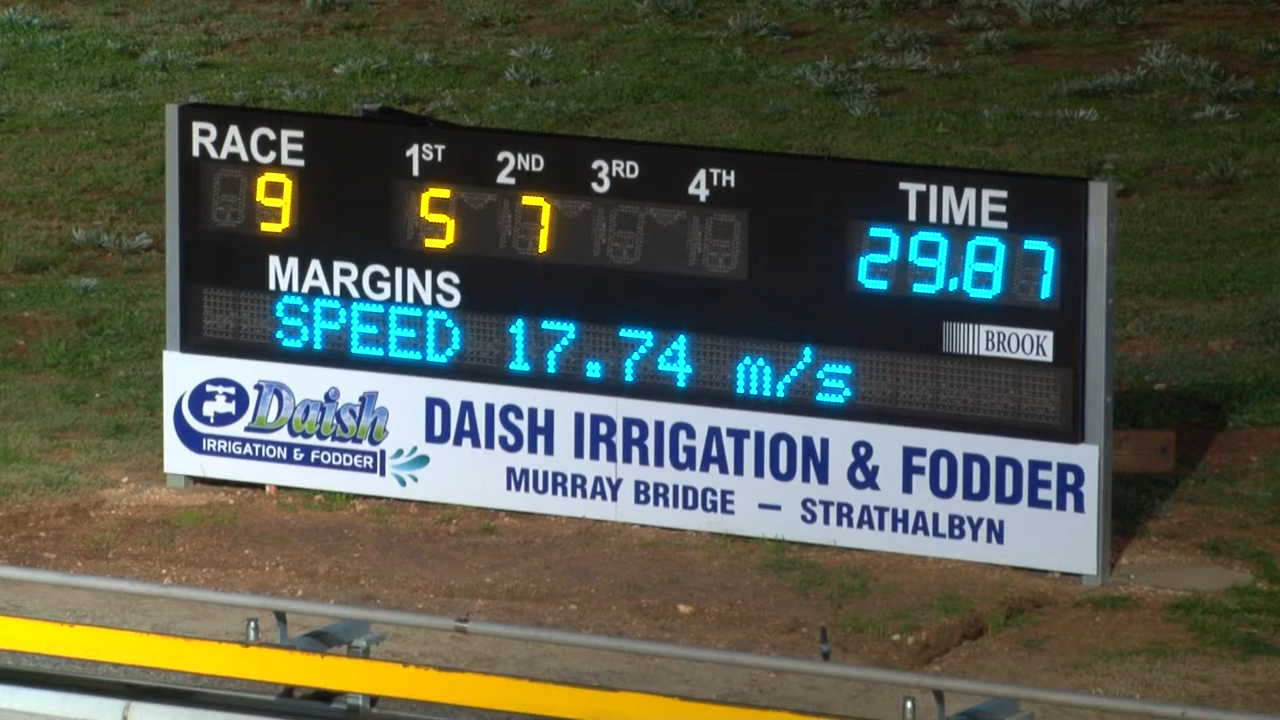 RACE 1ST 2ND 3RD 4TH TIME
9 5 7 29.87
MARGINS
BROOK
SPEED 17.74 m/s
Daish
IRRIGATION & FODDER
DAISH IRRIGATION & FODDER
MURRAY BRIDGE – STRATHALBYN